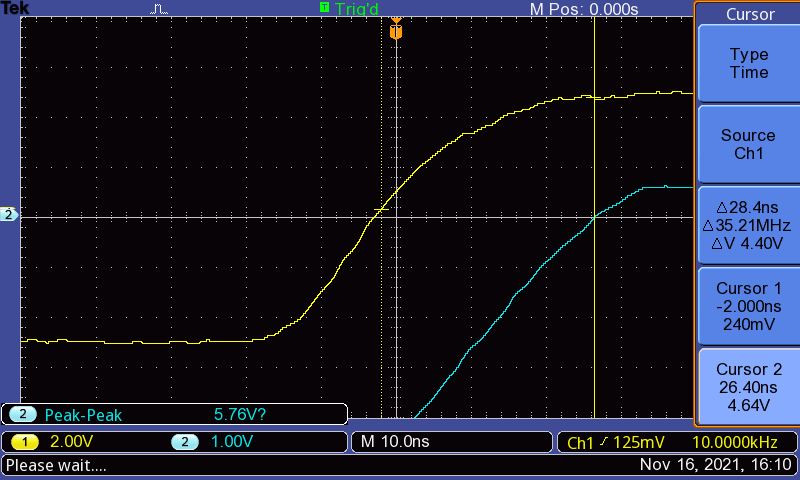 Tek
T Trig'd
M Pos: 0.000s
Cursor
T
Type
Time
Source
Ch1
2
△28.4ns
△35.21MHz
△V 4.40V
Cursor 1
-2.000ns
240mV
Cursor 2
26.40ns
4.64V
2 Peak-Peak 5.76V?
1 2.00V 2 1.00V M 10.0ns Ch1 125mV 10.0000kHz
Please wait.... Nov 16, 2021, 16:10